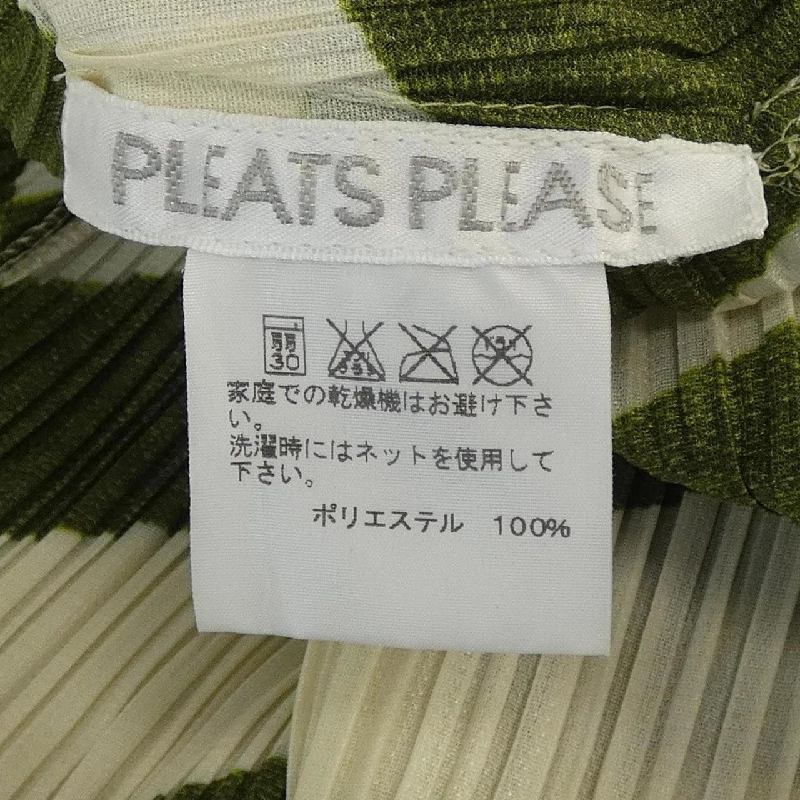 PLEATS PLEASE
弱
30
家庭での乾燥機はお避け下さ
い。
洗濯時にはネットを使用して
下さい。
ポリエステル 100%